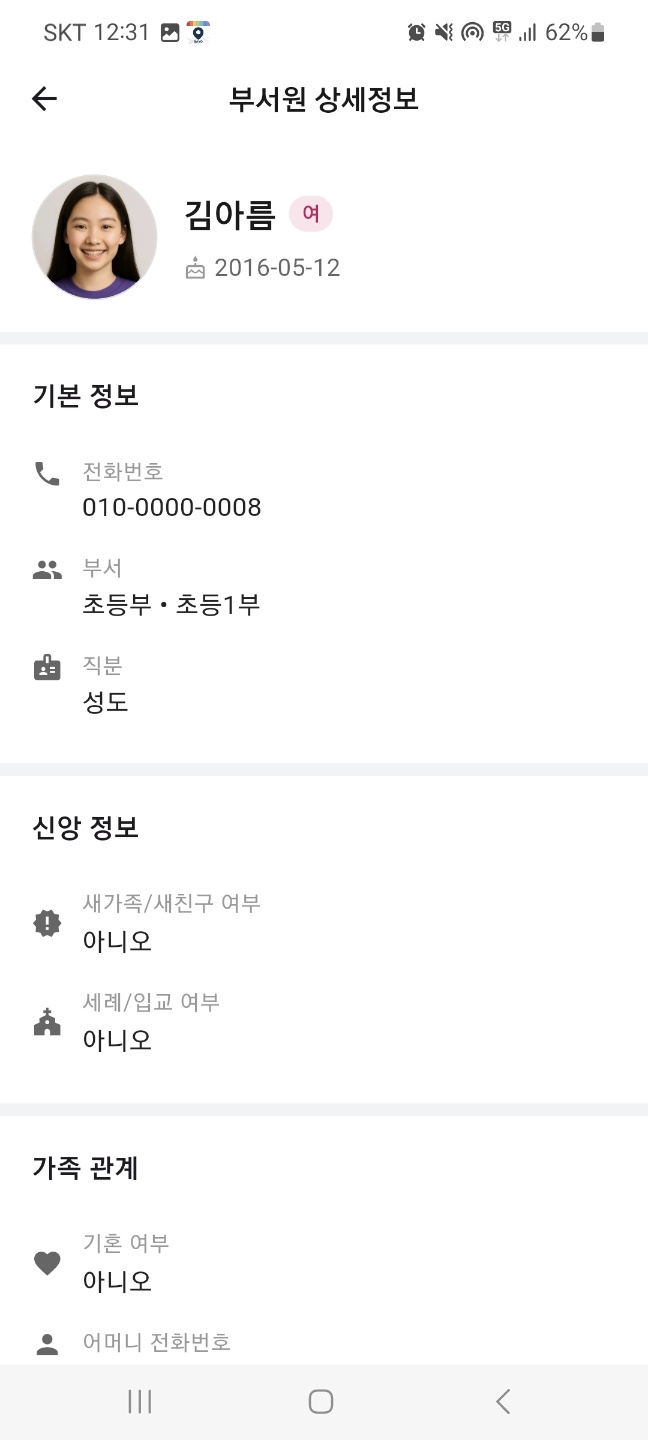 SKT 12:31 5G 62%
부서원 상세정보
김아름 여
2016-05-12
기본 정보
전화번호
010-0000-0008
부서
초등부 • 초등1부
직분
성도
신앙 정보
새가족/새친구 여부
아니오
세례/입교 여부
아니오
가족 관계
기혼 여부
아니오
어머니 전화번호